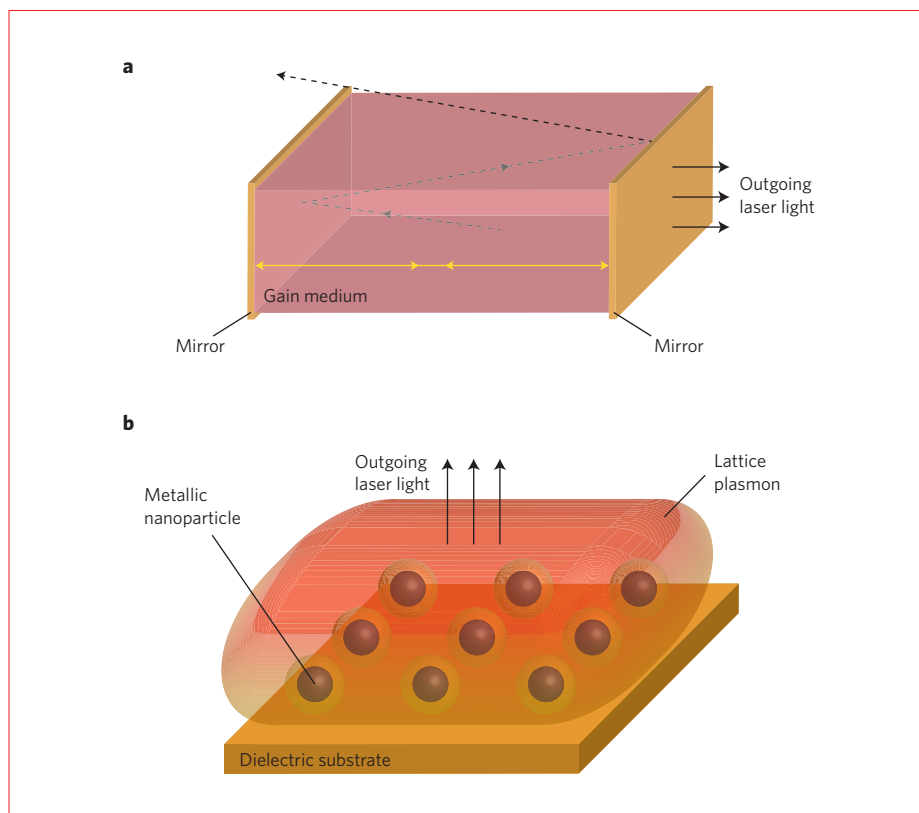 a
Outgoing
laser light
Gain medium
Mirror
Mirror
b
Outgoing
laser light
Lattice
plasmon
Metallic
nanoparticle
Dielectric substrate